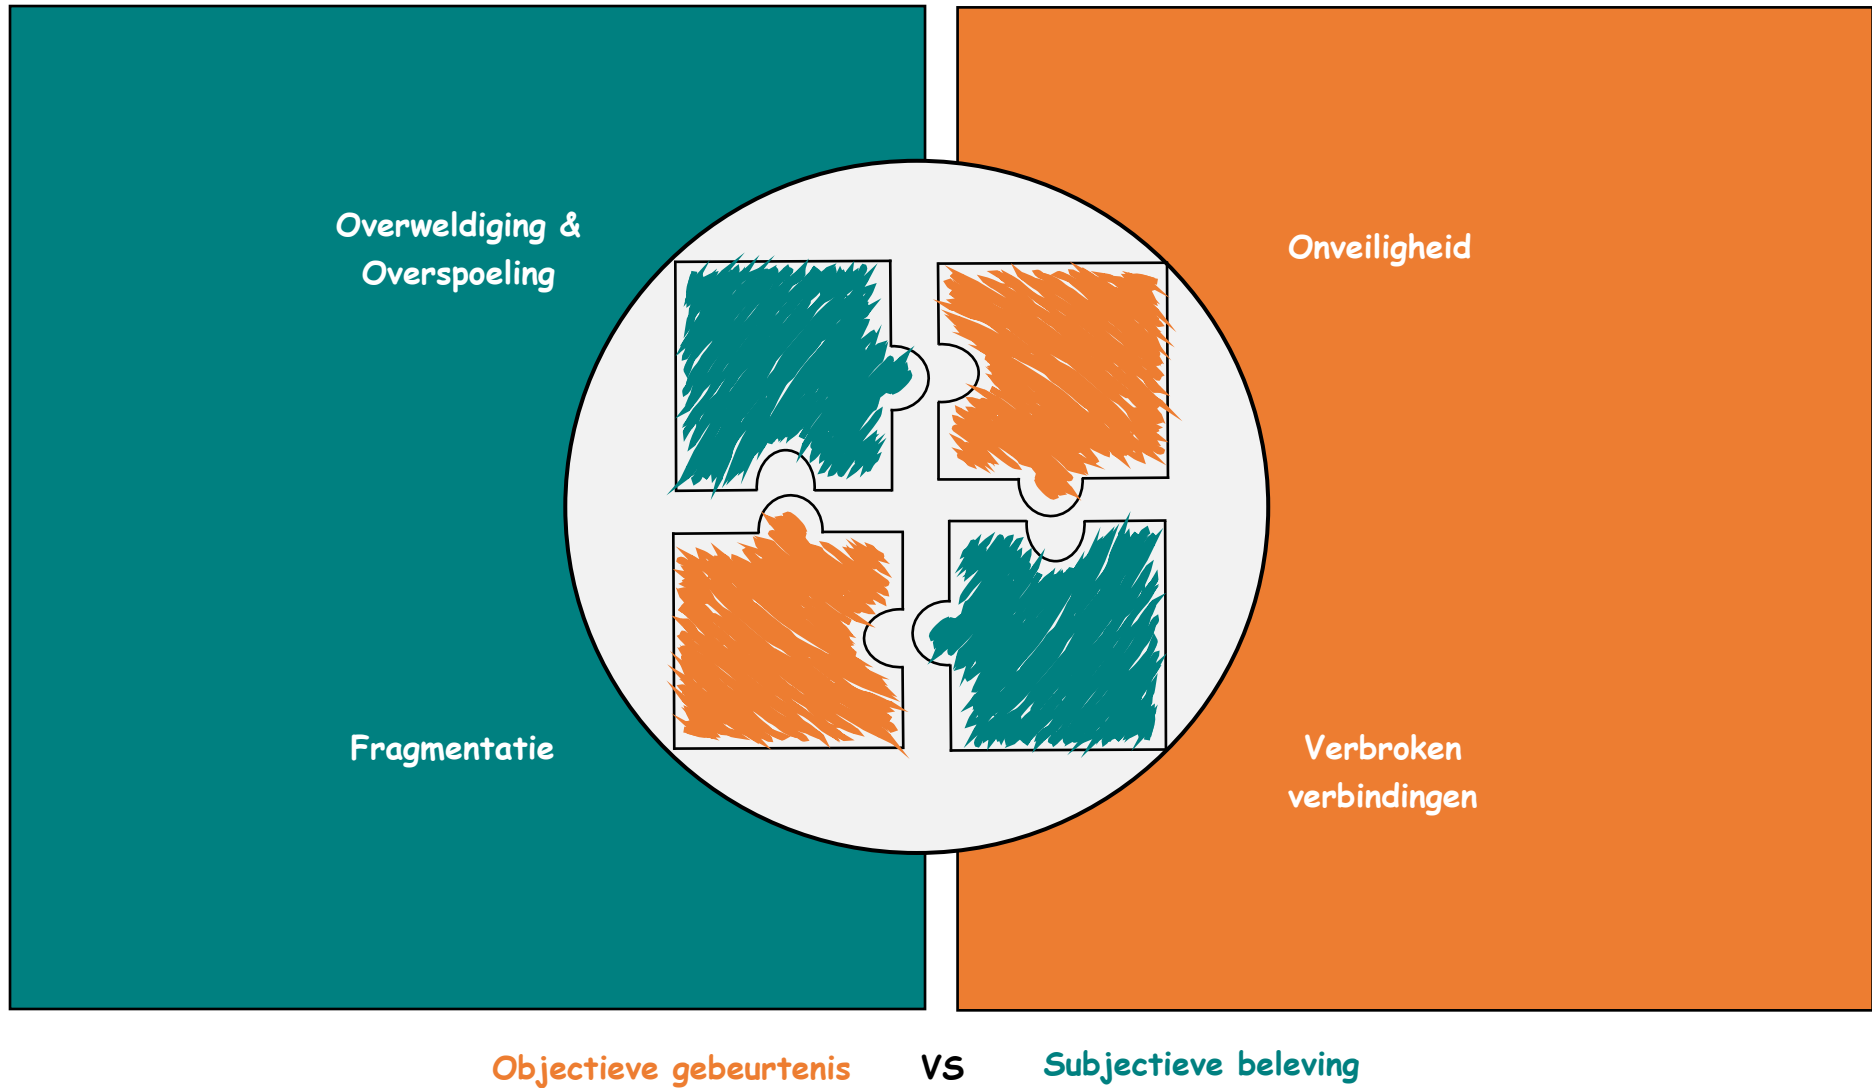 Overweldiging &
Overspoeling
Onveiligheid
Fragmentatie
Verbroken
verbindingen
Objectieve gebeurtenis VS Subjectieve beleving